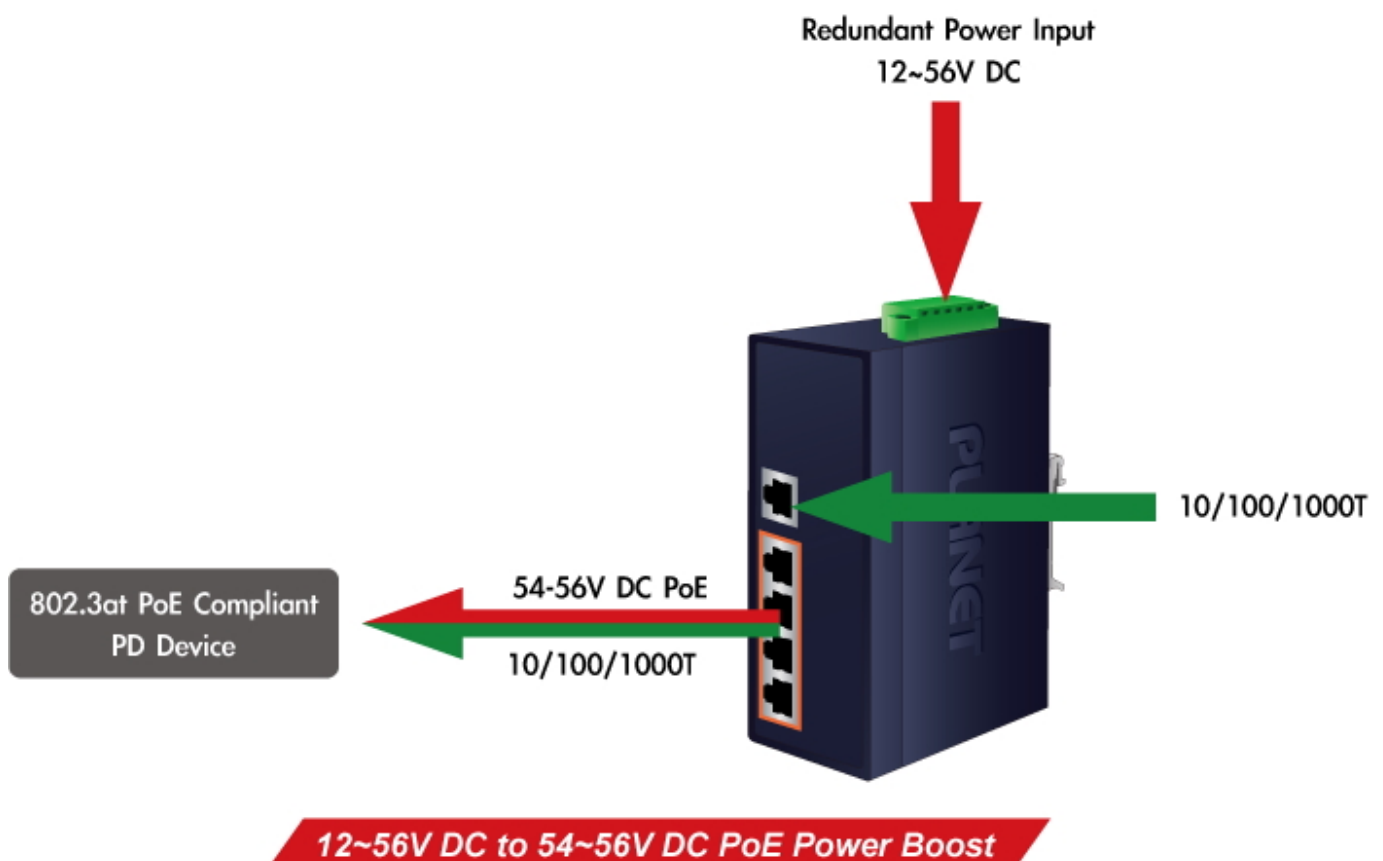 Redundant Power Input
12~56V DC
PLANET
10/100/1000T
54-56V DC PoE
10/100/1000T
802.3at PoE Compliant
PD Device
12~56V DC to 54~56V DC PoE Power Boost